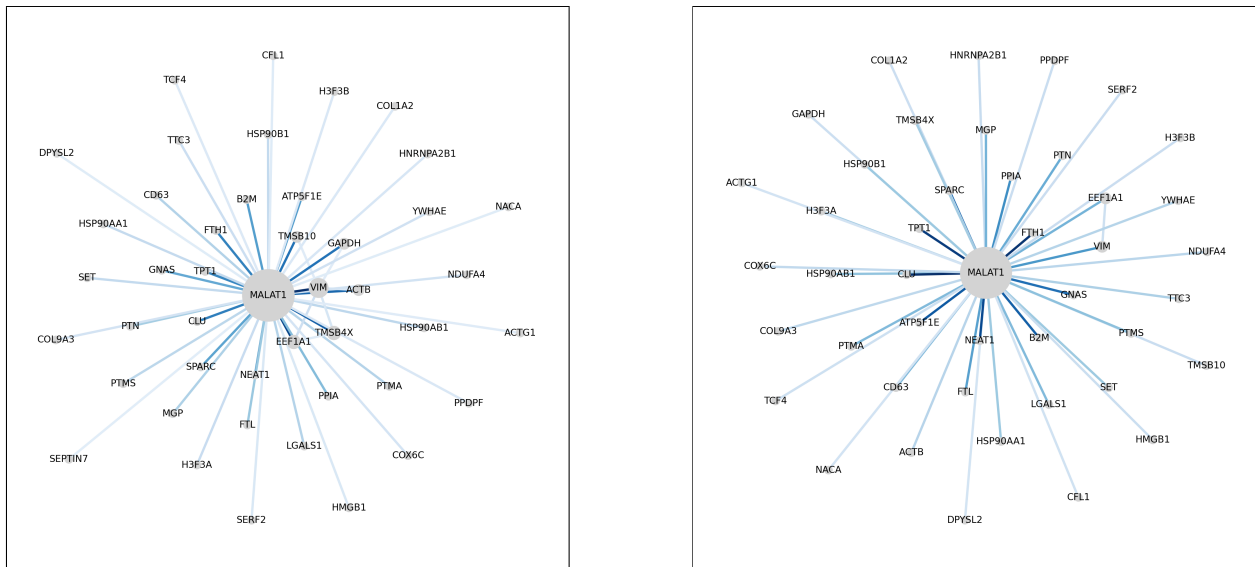 CFL1
TCF4
H3F3B
COL1A2
HSP90B1
TTC3
DPYSL2
HNRNPA2B1
CD63
B2M
ATP5F1E
NACA
YWHAE
HSP90AA1
FTH1
TMSB10
GAPDH
SET
GNAS
TPT1
NDUFA4
MALAT1
VIM
ACTB
PTN
CLU
HSP90AB1
ACTG1
COL9A3
TMSB4X
EEF1A1
SPARC
NEAT1
PTMS
PTMA
PPIA
PPDPF
MGP
FTL
LGALS1
SEPTIN7
H3F3A
COX6C
HMGB1
SERF2
HNRNPA2B1
COL1A2
PPDPF
SERF2
GAPDH
TMSB4X
MGP
H3F3B
HSP90B1
PTN
ACTG1
SPARC
PPIA
EEF1A1
YWHAE
H3F3A
TPT1
FTH1
VIM
NDUFA4
COX6C
HSP90AB1
CLU
MALAT1
GNAS
TTC3
COL9A3
ATP5F1E
PTMS
PTMA
NEAT1
B2M
TMSB10
CD63
SET
TCF4
FTL
LGALS1
HMGB1
ACTB
HSP90AA1
NACA
CFL1
DPYSL2